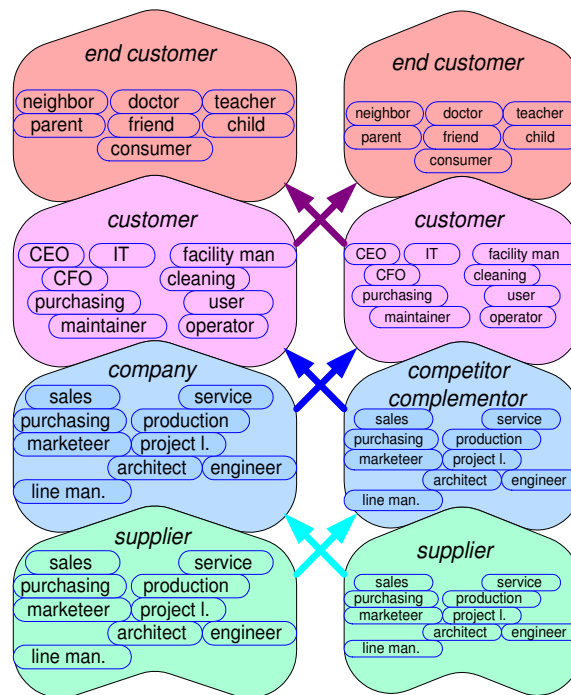 end customer
neighbor doctor teacher
parent friend child
consumer
customer
CEO IT facility man
CFO cleaning
purchasing user
maintainer operator
company
sales service
purchasing production
marketeer project l.
architect engineer
line man.
supplier
sales service
purchasing production
marketeer project l.
architect engineer
line man.
end customer
neighbor doctor teacher
parent friend child
consumer
customer
CEO IT facility man
CFO cleaning
purchasing user
maintainer operator
competitor
complementor
sales service
purchasing production
marketeer project l.
architect engineer
line man.
supplier
sales service
purchasing production
marketeer project l.
architect engineer
line man.